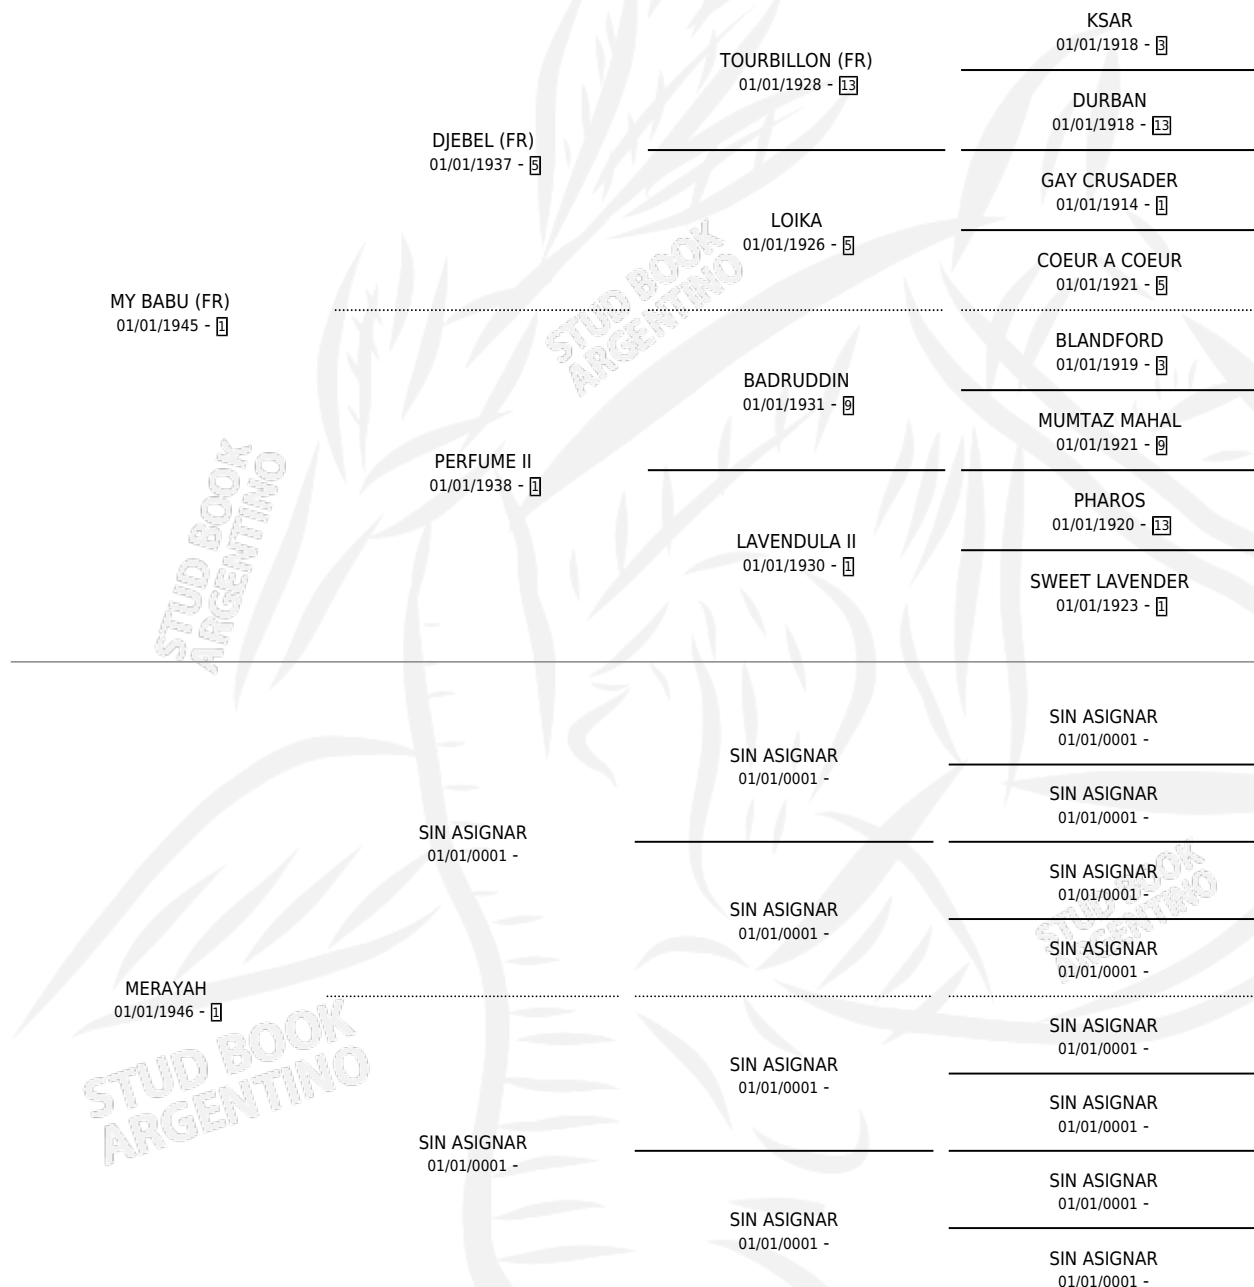 KSAR
01/01/1918 - 3
TOURBILLON (FR)
01/01/1928 - 13
DURBAN
01/01/1918 - 13
DJEBEL (FR)
01/01/1937 - 5
GAY CRUSADER
01/01/1914 - 1
LOIKA
01/01/1926 - 5
COEUR A COEUR
01/01/1921 - 5
MY BABU (FR)
01/01/1945 - 1
BLANDFORD
01/01/1919 - 3
BADRUDDIN
01/01/1931 - 9
MUMTAZ MAHAL
01/01/1921 - 9
PERFUME II
01/01/1938 - 1
PHAROS
01/01/1920 - 13
LAVENDULA II
01/01/1930 - 1
SWEET LAVENDER
01/01/1923 - 1
STUD BOOK
ARGENTINO
STUD BOOK
ARGENTINO
SIN ASIGNAR
01/01/0001 -
SIN ASIGNAR
01/01/0001 -
SIN ASIGNAR
01/01/0001 -
SIN ASIGNAR
01/01/0001 -
SIN ASIGNAR
01/01/0001 -
SIN ASIGNAR
01/01/0001 -
SIN ASIGNAR
01/01/0001 -
MERAYAH
01/01/1946 - 1
SIN ASIGNAR
01/01/0001 -
SIN ASIGNAR
01/01/0001 -
SIN ASIGNAR
01/01/0001 -
SIN ASIGNAR
01/01/0001 -
SIN ASIGNAR
01/01/0001 -
SIN ASIGNAR
01/01/0001 -
SIN ASIGNAR
01/01/0001 -
STUD BOOK
ARGENTINO
STUD BOOK
ARGENTINO